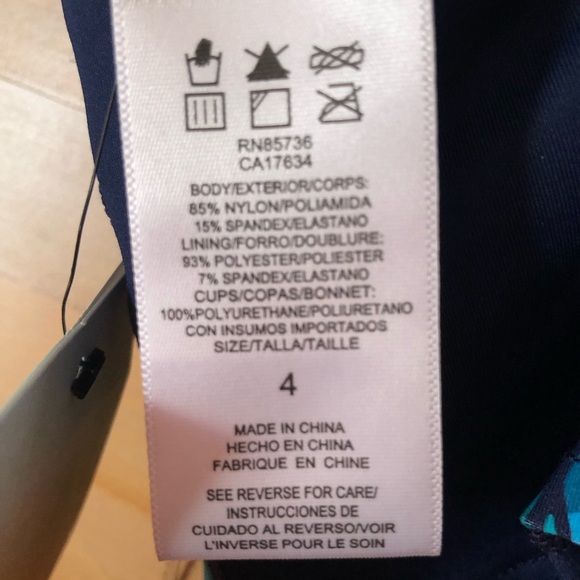 RN85736
CA17634
BODY/EXTERIOR/CORPS:
85% NYLON/POLIAMIDA
15% SPANDEX/ELASTANO
LINING/FORRO/DOUBLURE:
93% POLYESTER/POLIESTER
7% SPANDEX/ELASTANO
CUPS/COPAS/BONNET:
100%POLYURETHANE/POLIURETANO
CON INSUMOS IMPORTADOS
SIZE/TALLA/TAILLE
4
MADE IN CHINA
HECHO EN CHINA
FABRIQUE EN CHINE
SEE REVERSE FOR CARE/
INSTRUCCIONES DE
CUIDADO AL REVERSO/VOIR
L'INVERSE POUR LE SOIN